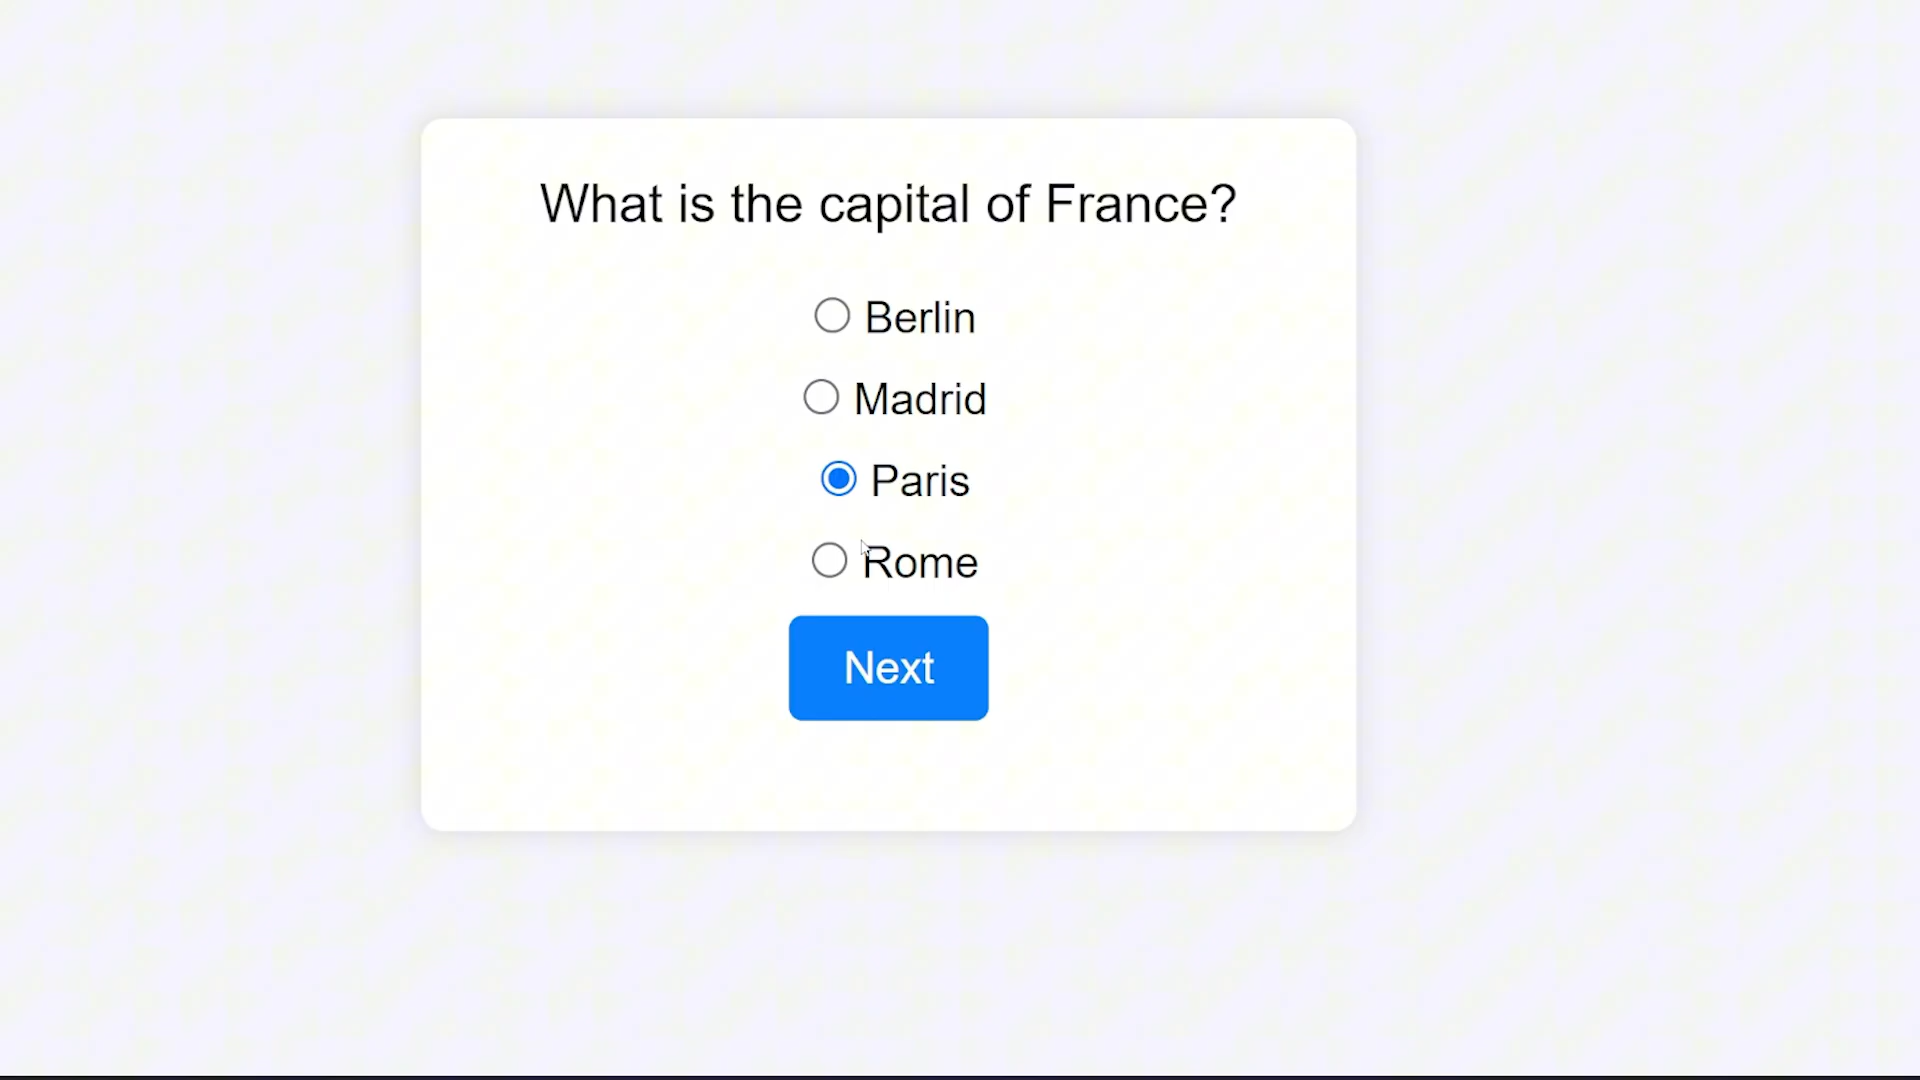 What is the capital of France?
Berlin
Madrid
Paris
Rome
Next